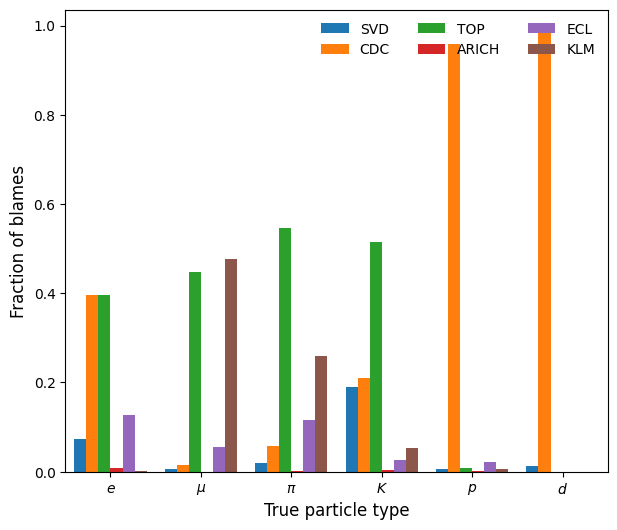 SVD TOP ECL
CDC ARICH KLM
1.0
0.8
0.6
0.4
0.2
0.0
Fraction of blames
e μ π K p d
True particle type